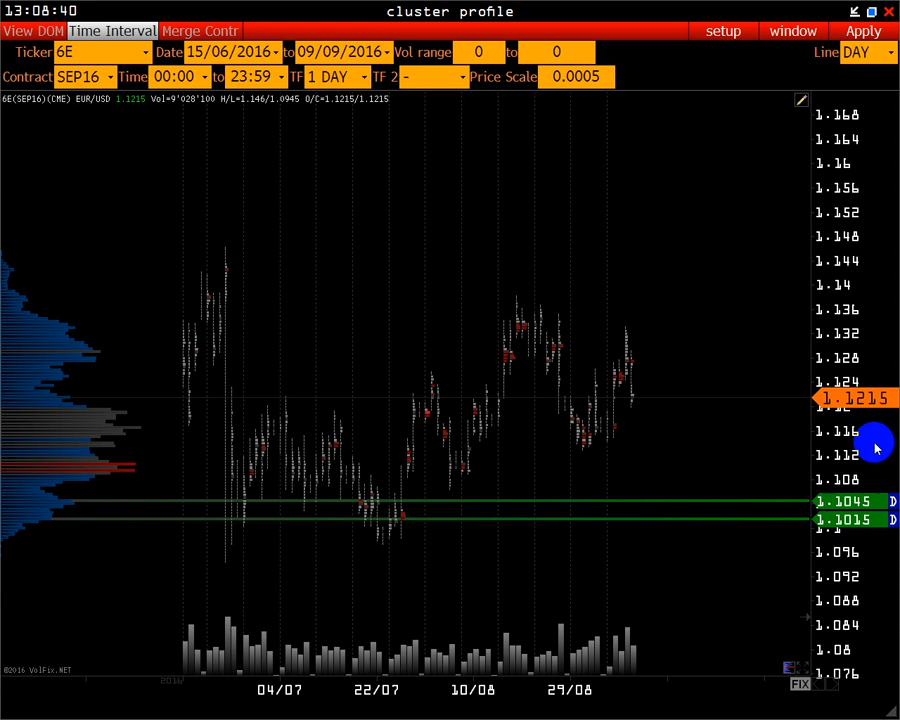 13:08:40 cluster profile
View DOM Time Interval Merge Contr setup window Apply
Ticker 6E Date 15/06/2016 to 09/09/2016 Vol range 0 to 0 Line DAY
Contract SEP16 Time 00:00 to 23:59 TF 1 DAY TF 2 - Price Scale 0.0005
6E(SEP16)(CME) EUR/USD 1.1215 Vol=9'028'100 H/L=1.146/1.0945 O/C=1.1215/1.1215
1.168
1.164
1.16
1.156
1.152
1.148
1.144
1.14
1.136
1.132
1.128
1.124
1.1215
1.116
1.112
1.108
1.1045 D
1.1015 D
1.096
1.092
1.088
1.084
1.08
©2016 VolFix.NET
1.076
2016
FIX
04/07 22/07 10/08 29/08